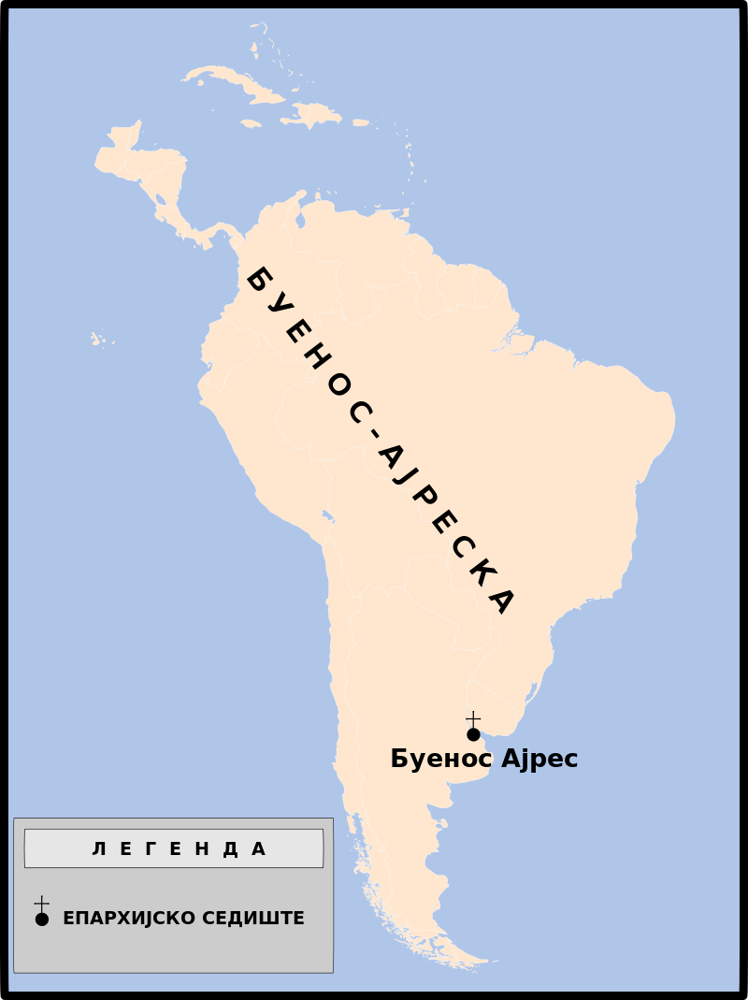 БУЕНОС-АЈРЕСКА
Буенос Ајрес
ЛЕГЕНДА
ЕПАРХИЈСКО СЕДИШТЕ